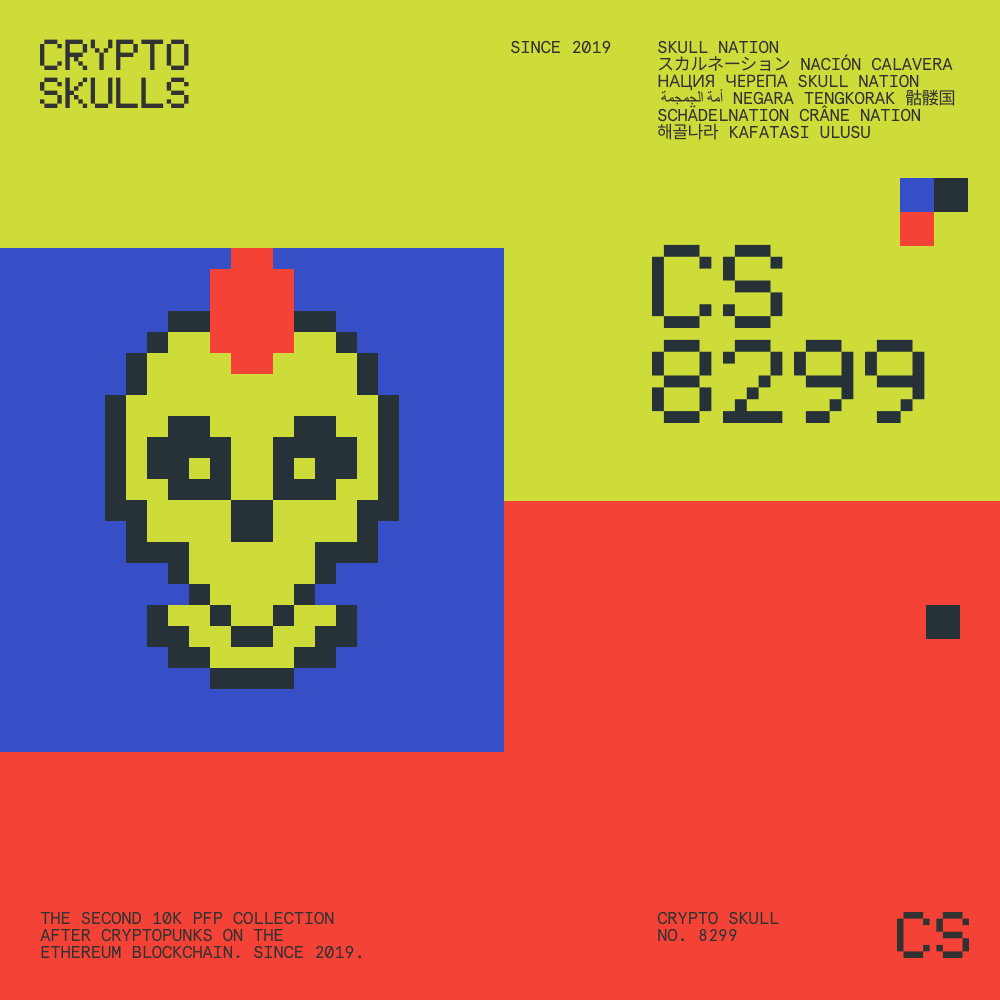 CRYPTO
SKULLS
SINCE 2019
SKULL NATION
スカルネーション NACIÓN CALAVERA
НАЦИЯ ЧЕРЕПА SKULL NATION
أمة الجمجمة NEGARA TENGKORAK 骷髅国
SCHÄDELNATION CRÂNE NATION
해골나라 KAFATASI ULUSU
CS
8299
THE SECOND 10K PFP COLLECTION
AFTER CRYPTOPUNKS ON THE
ETHEREUM BLOCKCHAIN. SINCE 2019.
CRYPTO SKULL
NO. 8299
CS